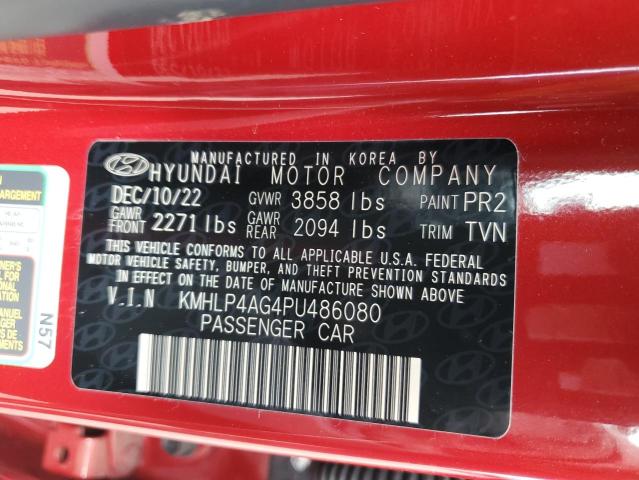 MANUFACTURED IN KOREA BY
HYUNDAI MOTOR COMPANY
DEC/10/22 GVWR 3858 lbs PAINT PR2
GAWR FRONT 2271 lbs GAWR REAR 2094 lbs TRIM TVN
THIS VEHICLE CONFORMS TO ALL APPLICABLE U.S.A. FEDERAL
MOTOR VEHICLE SAFETY, BUMPER, AND THEFT PREVENTION STANDARDS
IN EFFECT ON THE DATE OF MANUFACTURE SHOWN ABOVE
V.I.N KMHLP4AG4PU486080
PASSENGER CAR
N57